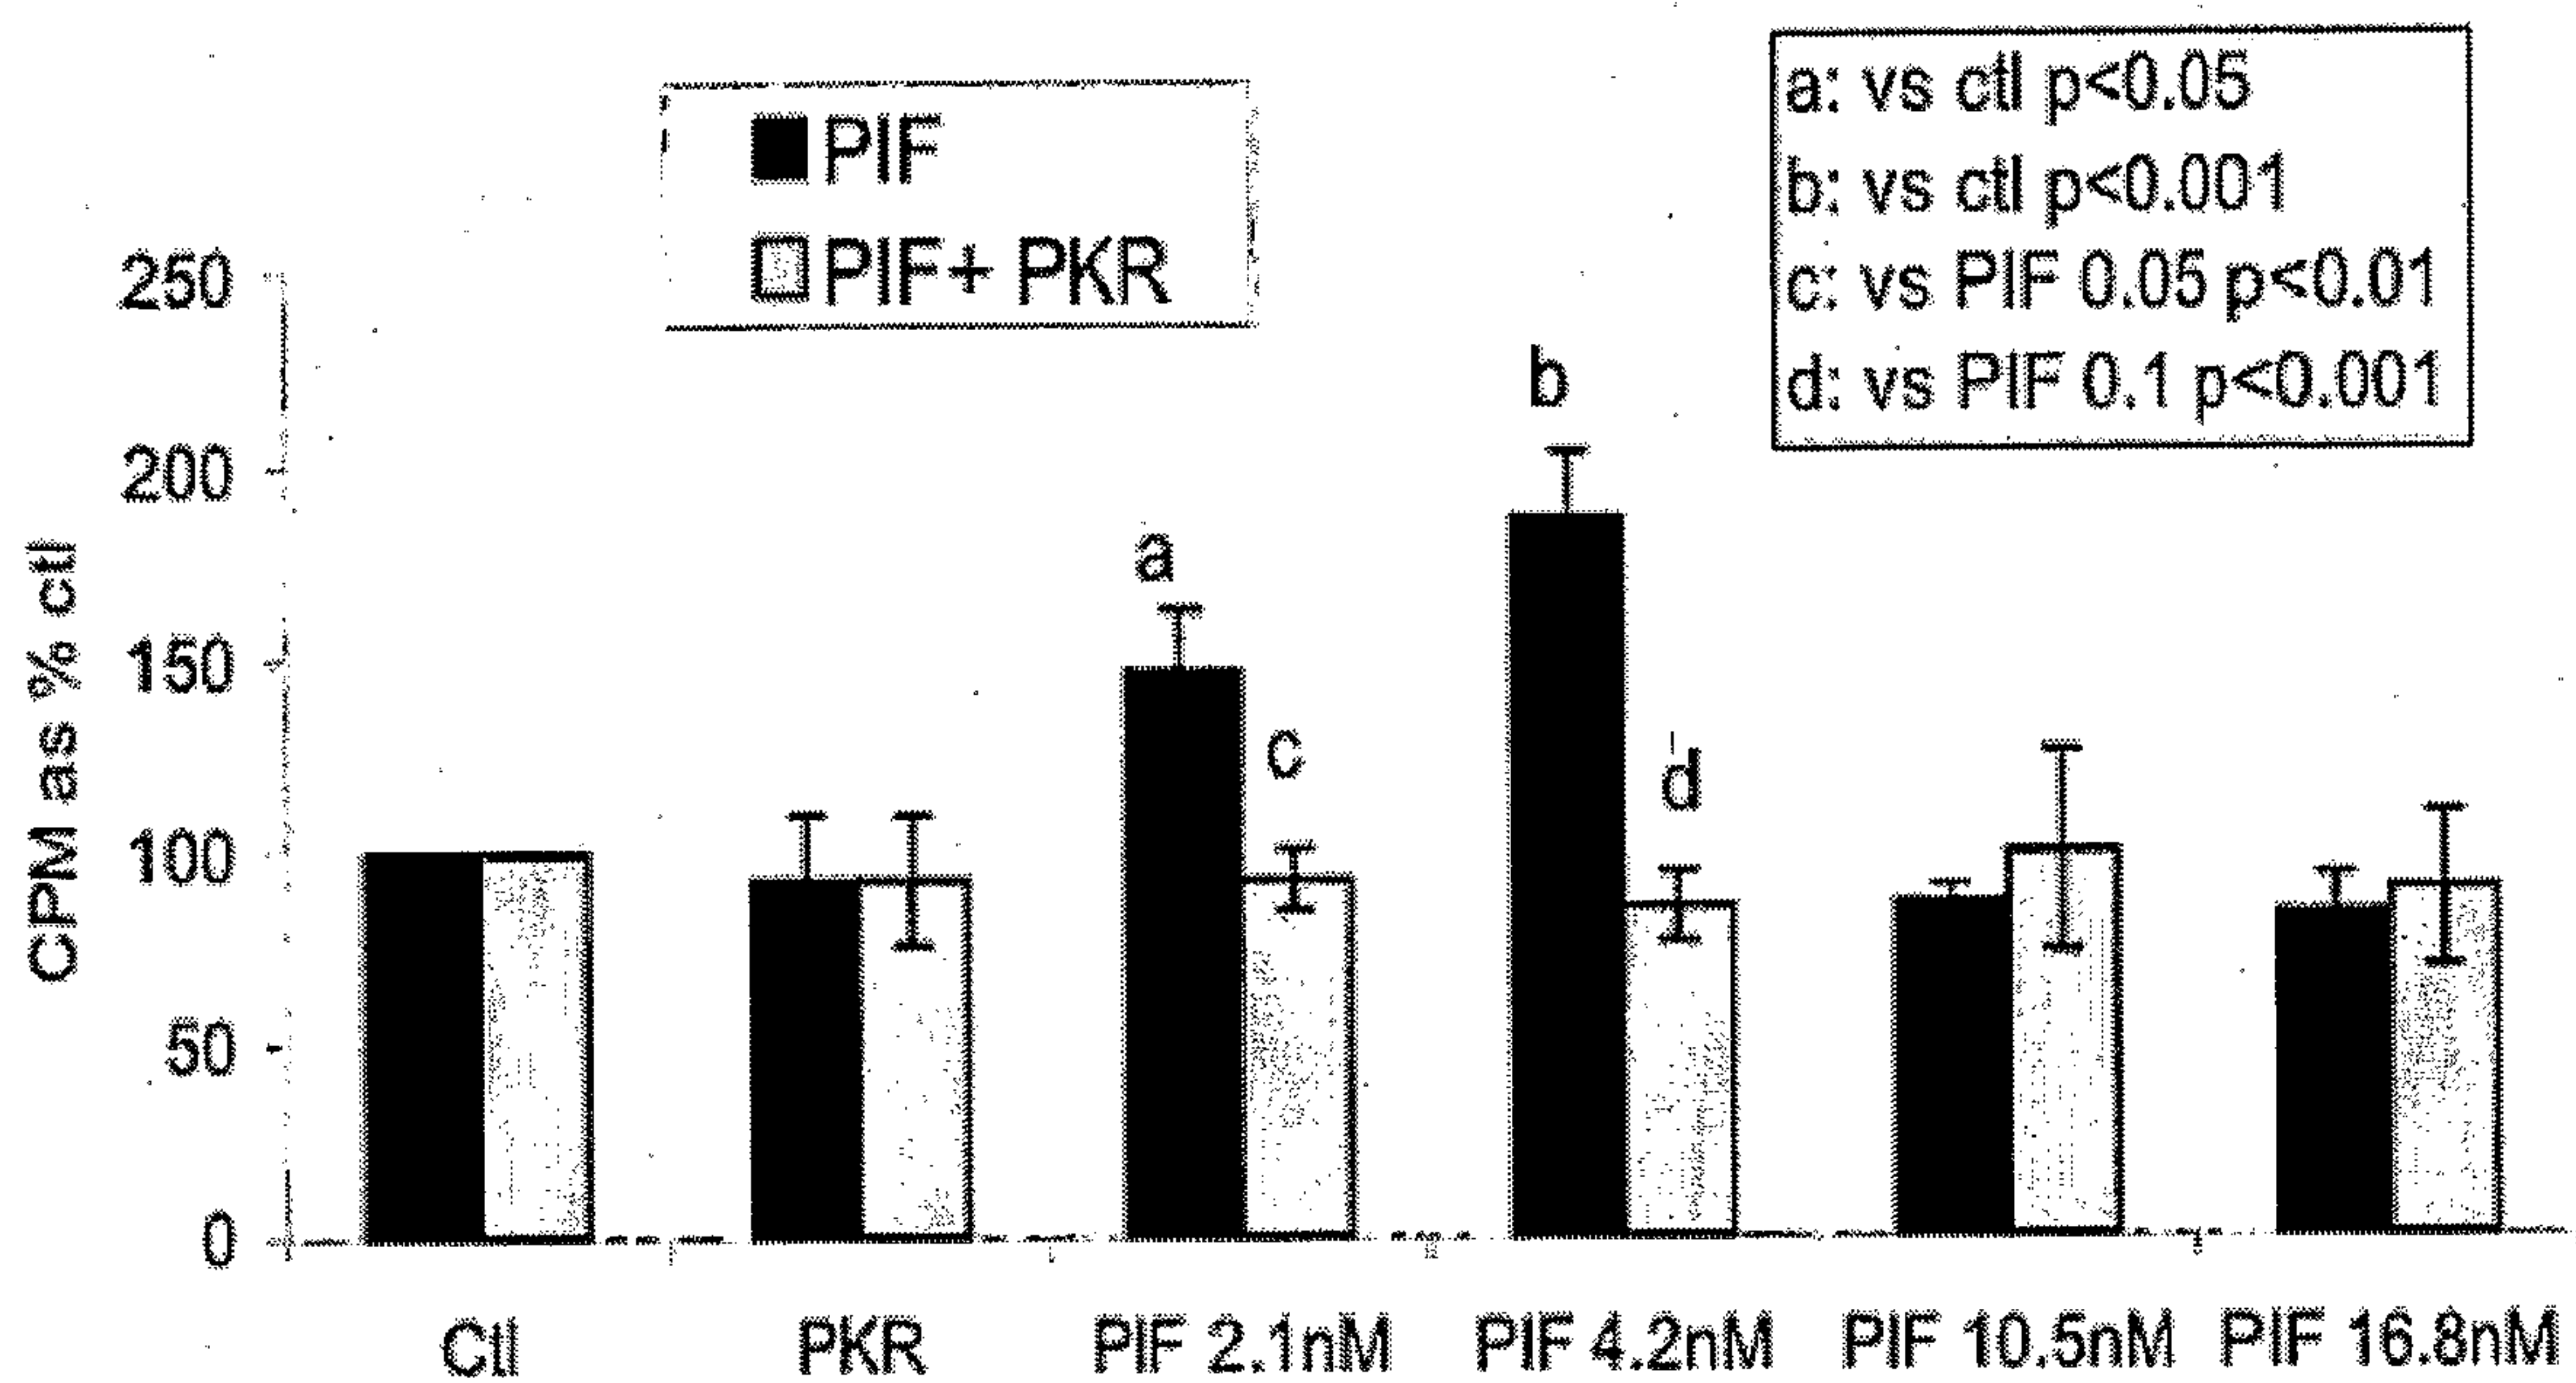 PIF
PIF+ PKR
a: vs ctl p<0.05
b: vs ctl p<0.001
c: vs PIF 0.05 p<0.01
d: vs PIF 0.1 p<0.001
CPM as % ctl
250
200
150
100
50
0
a
c
b
d
Ctl
PKR
PIF 2.1nM
PIF 4.2nM
PIF 10.5nM
PIF 16.8nM